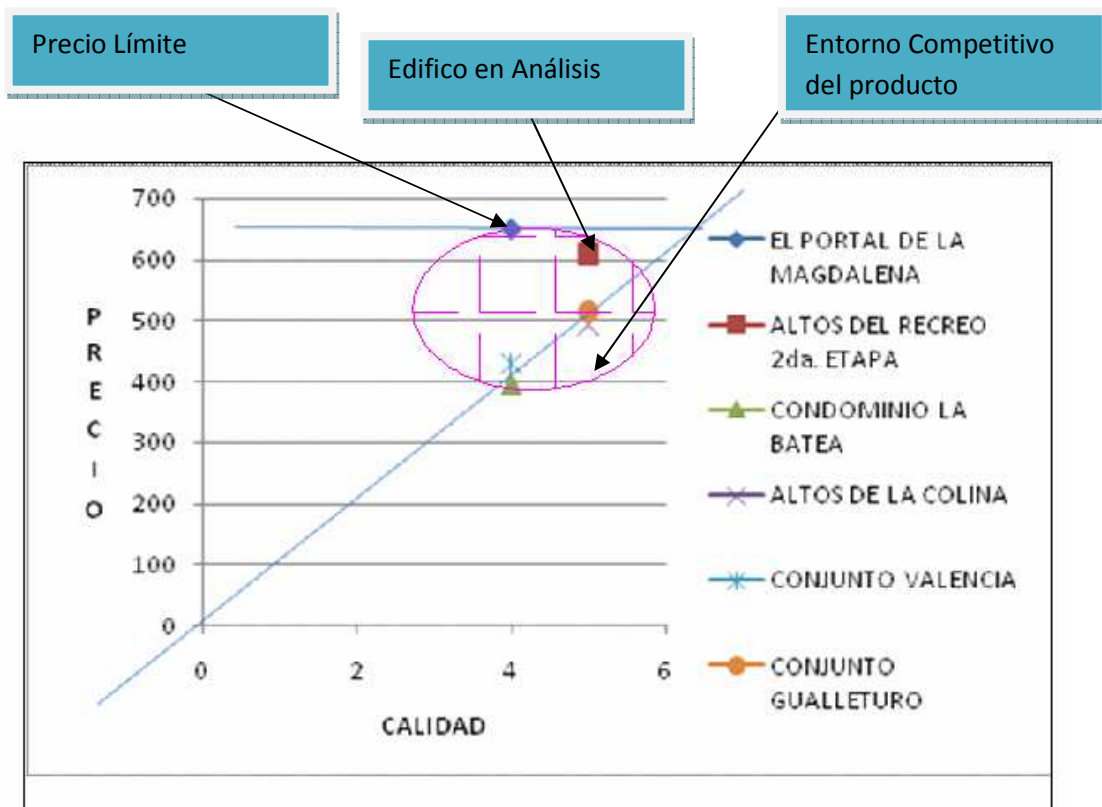 Precio Límite
Edifico en Análisis
Entorno Competitivo
del producto
700
600
500
400
300
200
100
0
P
R
E
C
I
O
0
2
4
6
CALIDAD
EL PORTAL DE LA
MAGDALENA
ALTOS DEL RECREO
2da. ETAPA
CONDOMINIO LA
BATEA
ALTOS DE LA COLINA
CONJUNTO VALENCIA
CONJUNTO
GUALLETURO